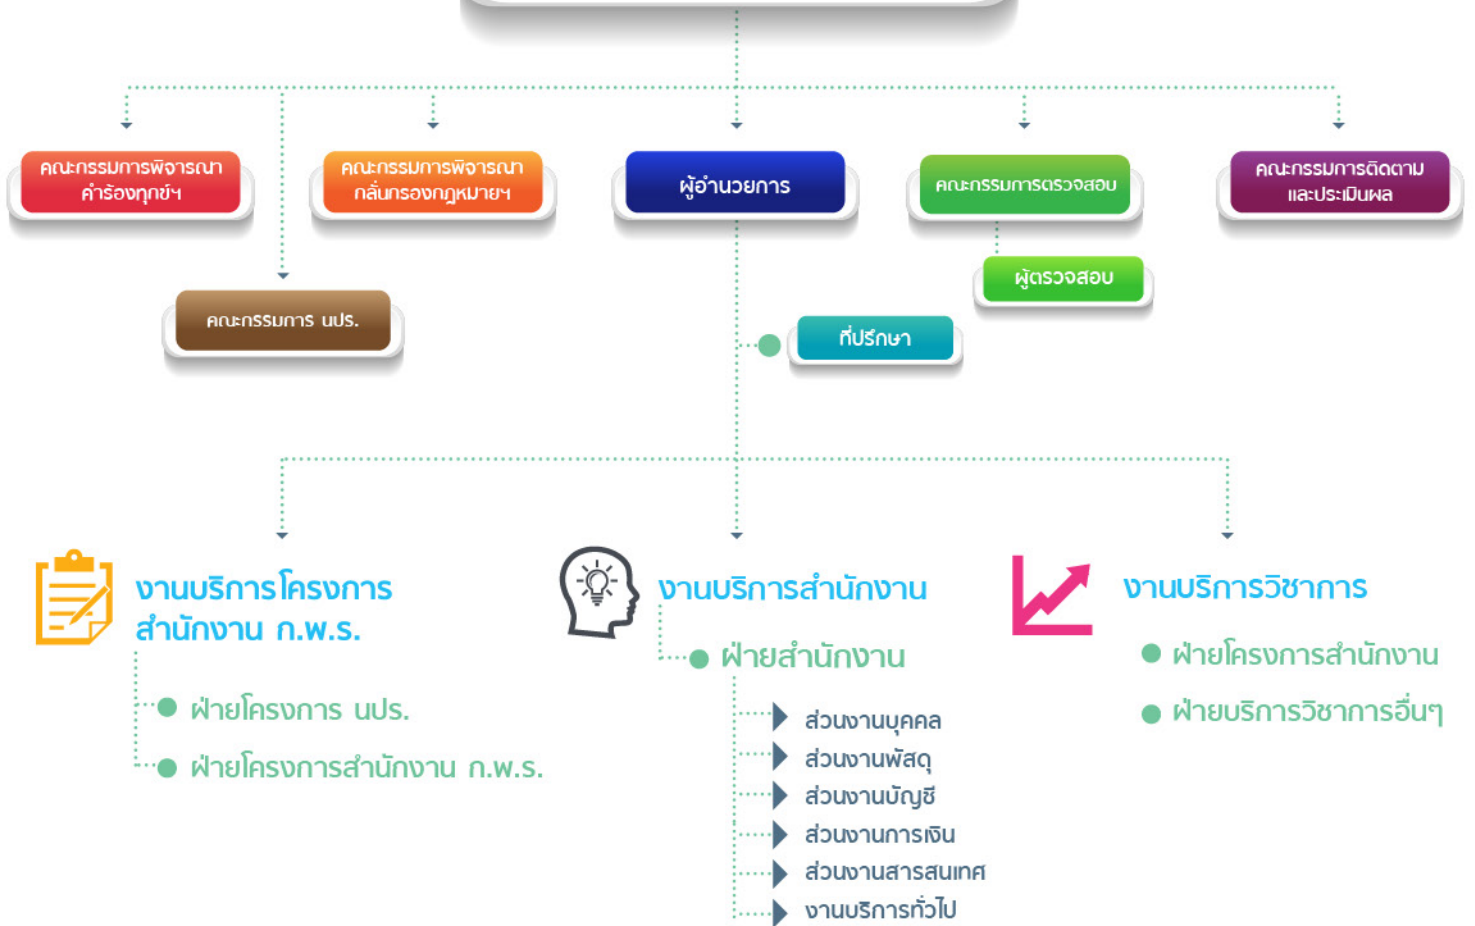 คณะกรรมการพิจารณา
คำร้องทุกข์ฯ
คณะกรรมการพิจารณา
กลั่นกรองกฎหมายฯ
ผู้อำนวยการ
คณะกรรมการตรวจสอบ
คณะกรรมการติดตาม
และประเมินผล
ผู้ตรวจสอบ
คณะกรรมการ นปร.
ที่ปรึกษา
งานบริการโครงการ
สำนักงาน ก.พ.ร.
ฝ่ายโครงการ นปร.
ฝ่ายโครงการสำนักงาน ก.พ.ร.
งานบริการสำนักงาน
ฝ่ายสำนักงาน
ส่วนงานบุคคล
ส่วนงานพัสดุ
ส่วนงานบัญชี
ส่วนงานการเงิน
ส่วนงานสารสนเทศ
งานบริการทั่วไป
งานบริการวิชาการ
ฝ่ายโครงการสำนักงาน
ฝ่ายบริการวิชาการอื่นๆ